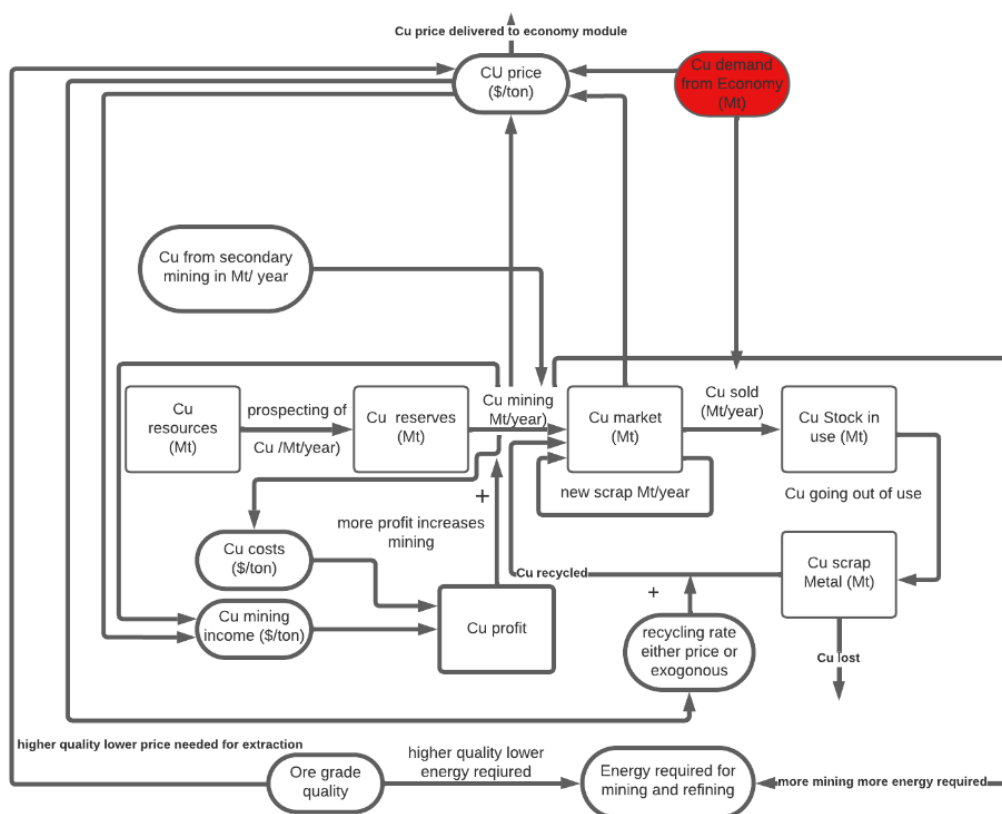 Cu price delivered to economy module
CU price
($/ton)
Cu demand
from Economy
(Mt)
Cu from secondary
mining in Mt/ year
Cu
resources
(Mt)
prospecting of
Cu /Mt/year)
Cu reserves
(Mt)
Cu mining
Mt/year)
Cu market
(Mt)
Cu sold
(Mt/year)
Cu Stock in
use (Mt)
new scrap Mt/year
Cu going out of use
+
more profit increases
mining
Cu costs
($/ton)
Cu mining
income ($/ton)
Cu profit
Cu recycled
+
recycling rate
either price or
exogonous
Cu scrap
Metal (Mt)
Cu lost
higher quality lower price needed for extraction
Ore grade
quality
higher quality lower
energy reqiured
Energy required for
mining and refining
more mining more energy required